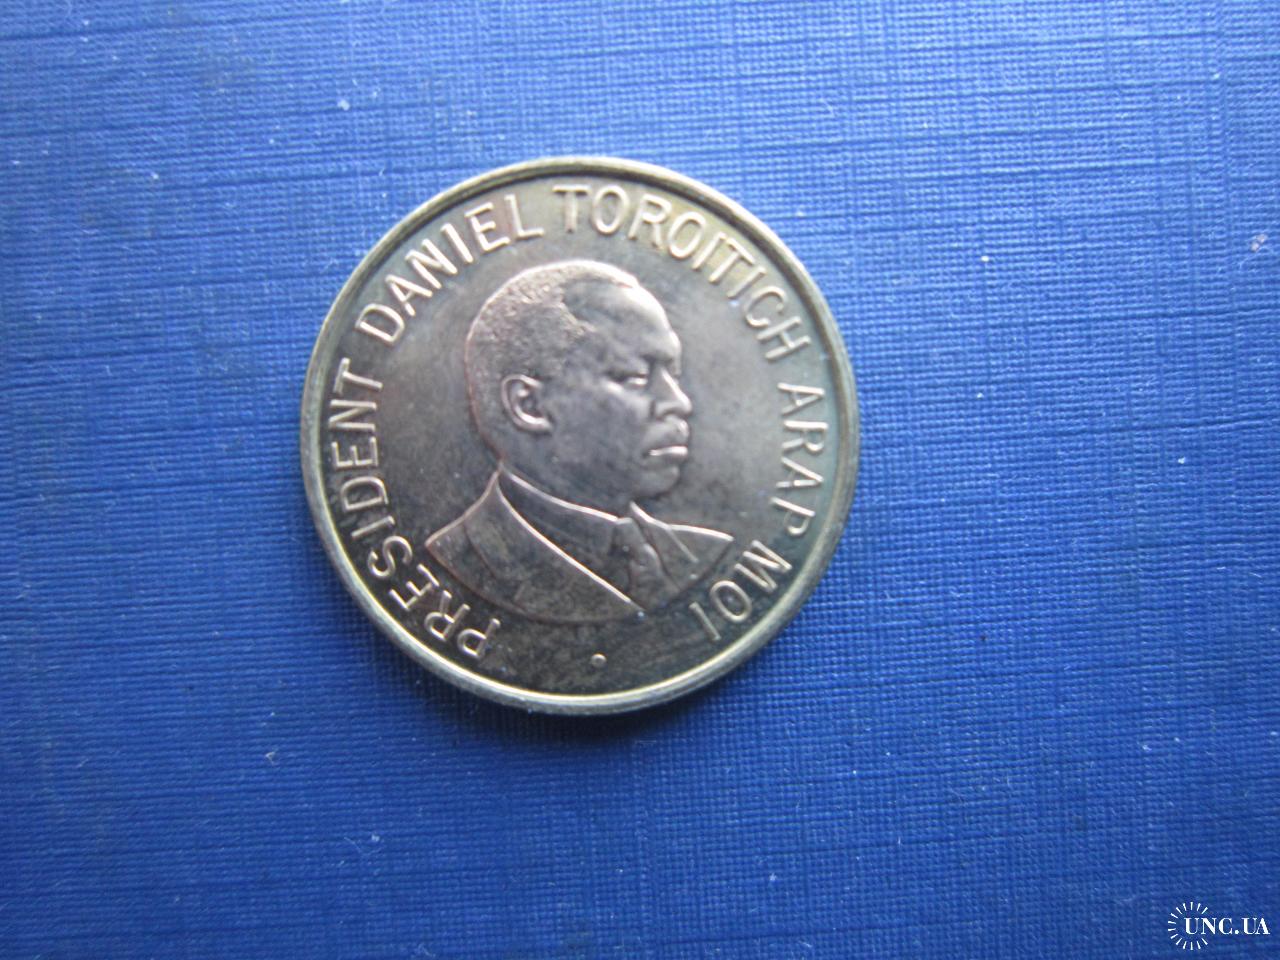 PRESIDENT DANIEL TOROITICH ARAP MOI
UNC.UA